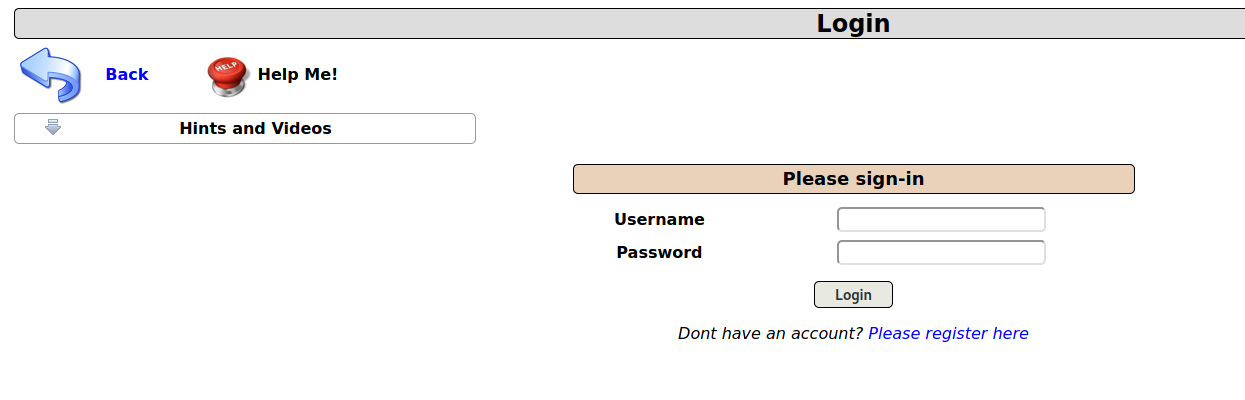 Login
Back
HELP
Help Me!
Hints and Videos
Please sign-in
Username
Password
Login
Dont have an account? Please register here